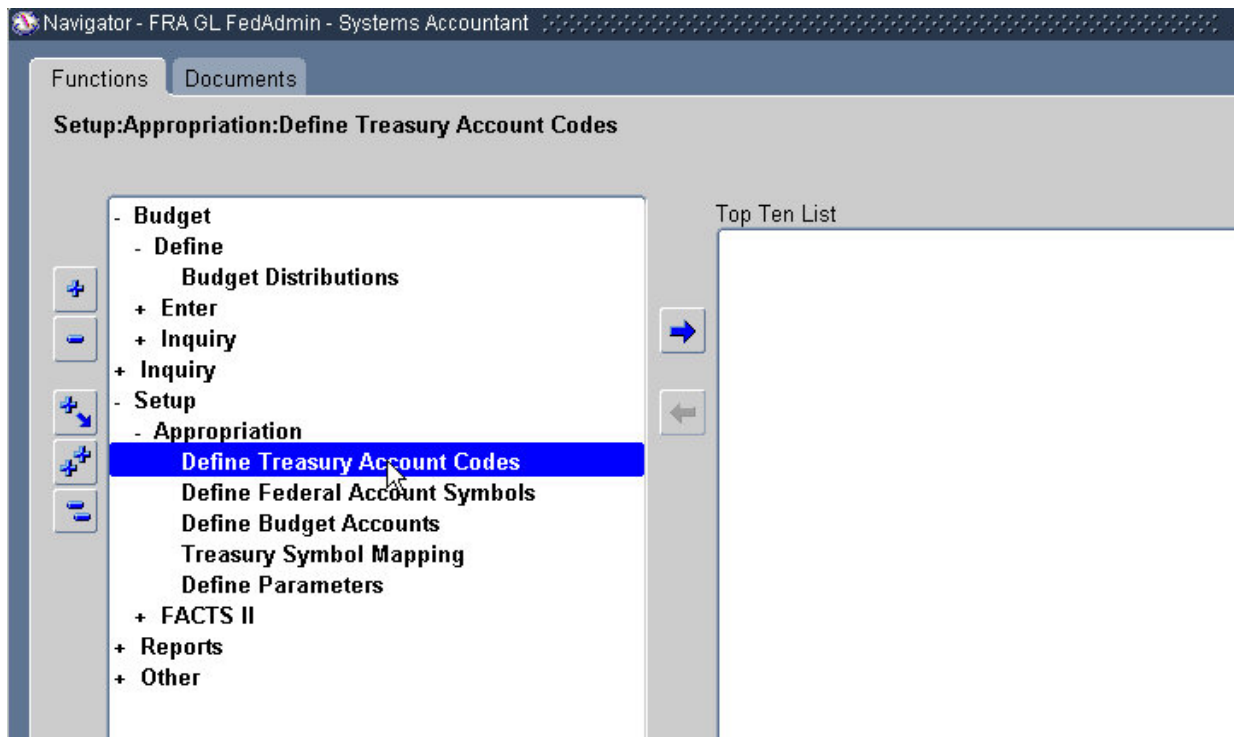 Navigator - FRA GL FedAdmin - Systems Accountant
Functions Documents
Setup:Appropriation:Define Treasury Account Codes
Top Ten List
- Budget
- Define
Budget Distributions
+ Enter
+ Inquiry
+ Inquiry
- Setup
- Appropriation
Define Treasury Account Codes
Define Federal Account Symbols
Define Budget Accounts
Treasury Symbol Mapping
Define Parameters
+ FACTS II
+ Reports
+ Other